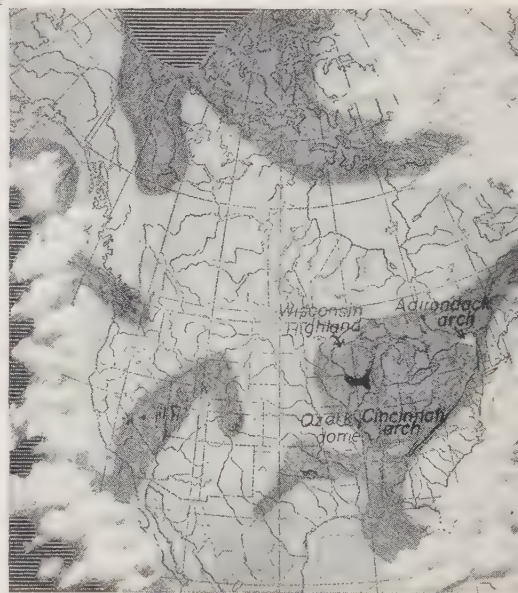 Wisconsin
Highland
Adirondack
arch
Ozark
dome
Cincinnati
arch